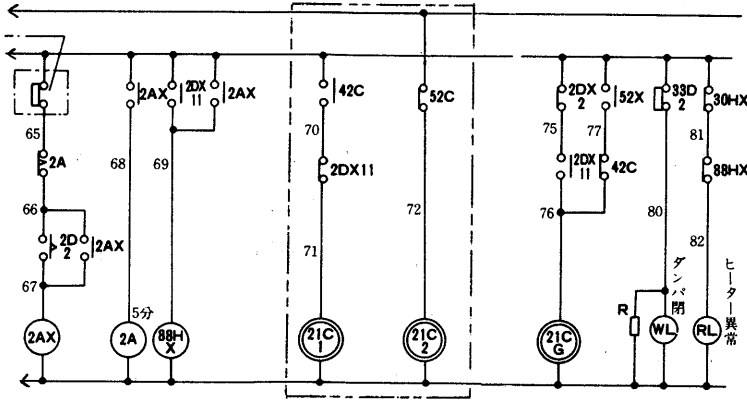 2AX
2DX
11
2AX
42C
52C
2DX
2
52X
33D
2
30HX
65
2A
68
69
70
2DX11
75
77
81
2DX
11
42C
88HX
66
2D
2
2AX
72
76
80
82
67
71
5分
ダンパ閉
ヒーター異常
R
2AX
2A
88H
X
21C
1
21C
2
21C
G
WL
RL